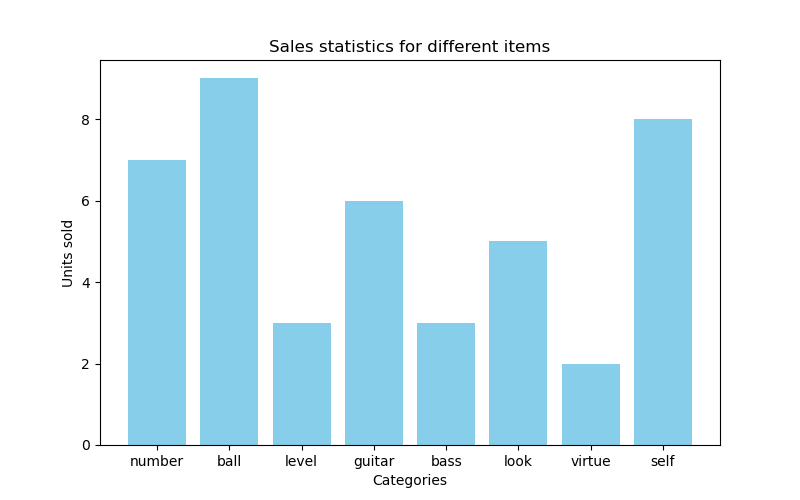 Sales statistics for different items
Units sold
8
6
4
2
0
number ball level guitar bass look virtue self
Categories